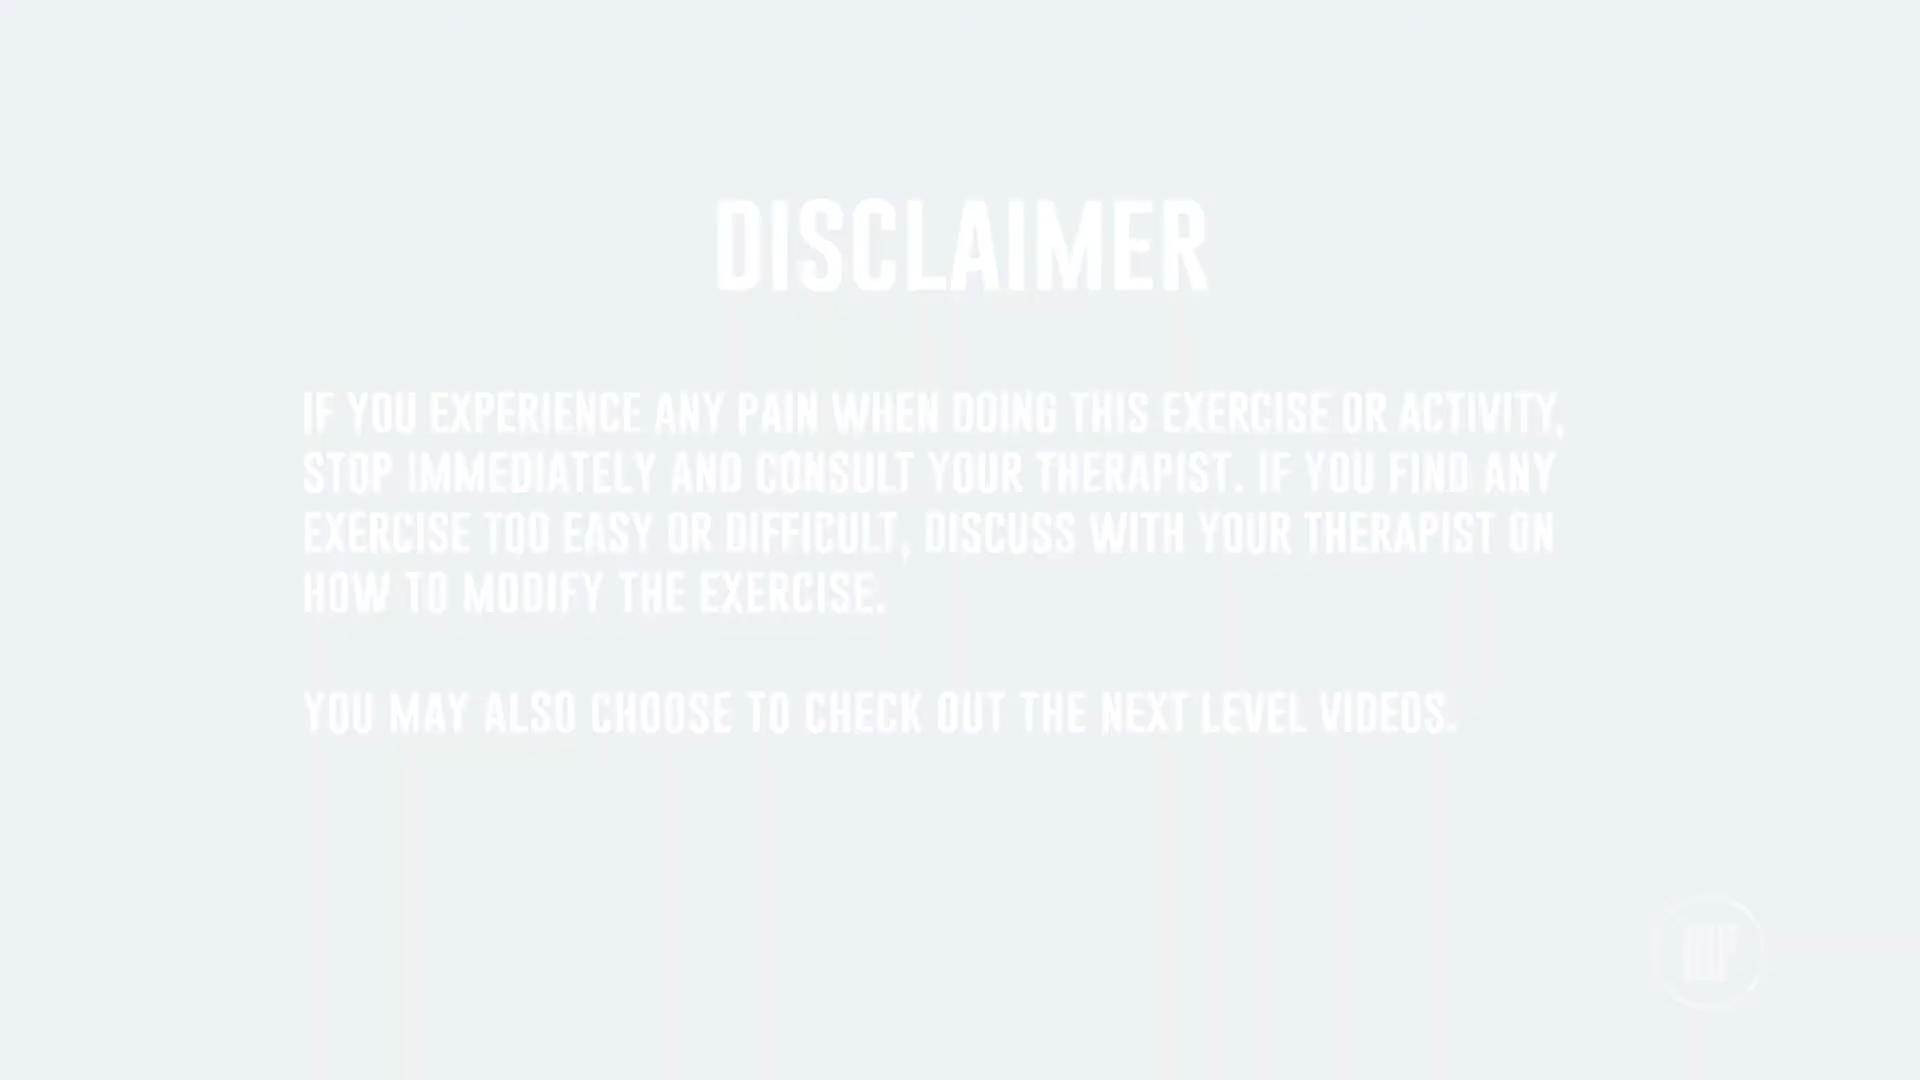 DISCLAIMER
IF YOU EXPERIENCE ANY PAIN WHEN DOING THIS EXERCISE OR ACTIVITY,
STOP IMMEDIATELY AND CONSULT YOUR THERAPIST. IF YOU FIND ANY
EXERCISE TOO EASY OR DIFFICULT, DISCUSS WITH YOUR THERAPIST ON
HOW TO MODIFY THE EXERCISE.
YOU MAY ALSO CHOOSE TO CHECK OUT THE NEXT LEVEL VIDEOS.